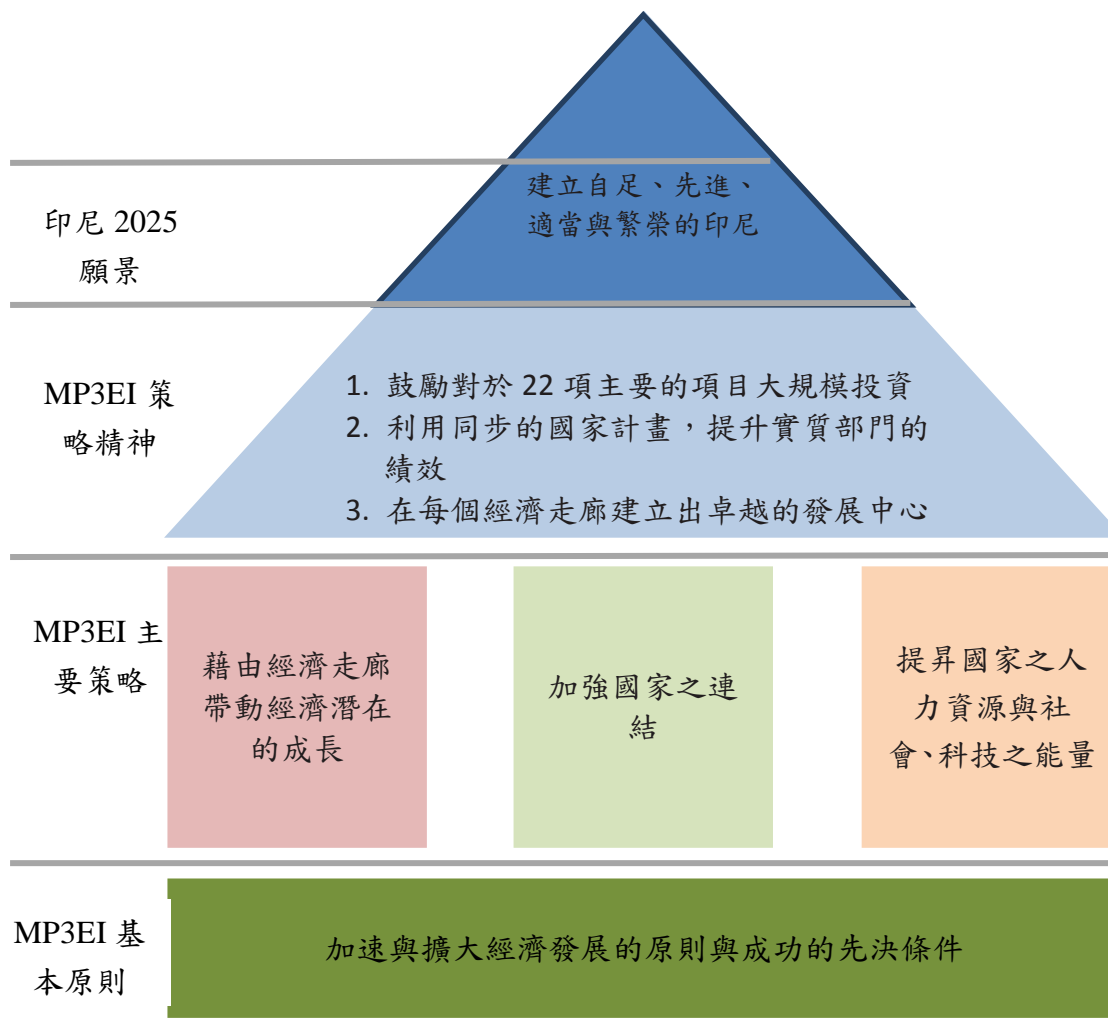 印尼 2025
願景
建立自足、先進、
適當與繁榮的印尼
MP3EI 策
略精神
1. 鼓勵對於 22 項主要的項目大規模投資
2. 利用同步的國家計畫，提升實質部門的
績效
3. 在每個經濟走廊建立出卓越的發展中心
MP3EI 主
要策略
藉由經濟走廊
帶動經濟潛在
的成長
加強國家之連
結
提昇國家之人
力資源與社
會、科技之能量
MP3EI 基
本原則
加速與擴大經濟發展的原則與成功的先決條件